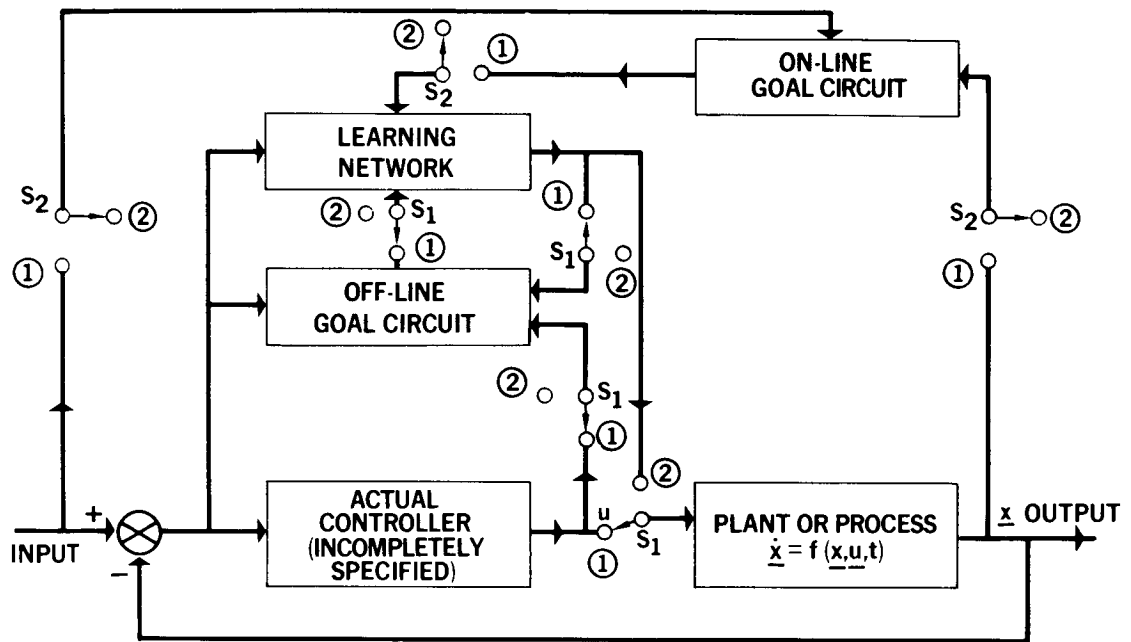 ②
①
S₂
ON-LINE
GOAL CIRCUIT
LEARNING
NETWORK
S₂
②
①
②
S₁
①
①
S₁
②
S₂
②
①
OFF-LINE
GOAL CIRCUIT
②
S₁
①
②
ACTUAL
CONTROLLER
(INCOMPLETELY
SPECIFIED)
u
S₁
①
PLANT OR PROCESS
ẋ = f (x,u,t)
x OUTPUT
+
INPUT
−